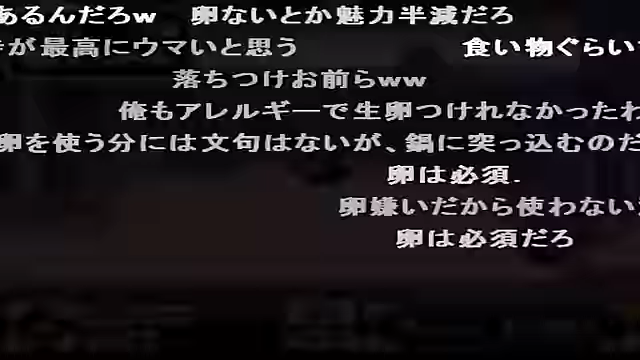 あるんだろw 卵ないとか魅力半減だろ
が最高にウマいと思う 食い物ぐらい
落ちつけお前らww
俺もアレルギーで生卵つけれなかったわ
卵を使う分には文句はないが、鍋に突っ込むのだ
卵は必須.
卵嫌いだから使わない
卵は必須だろ